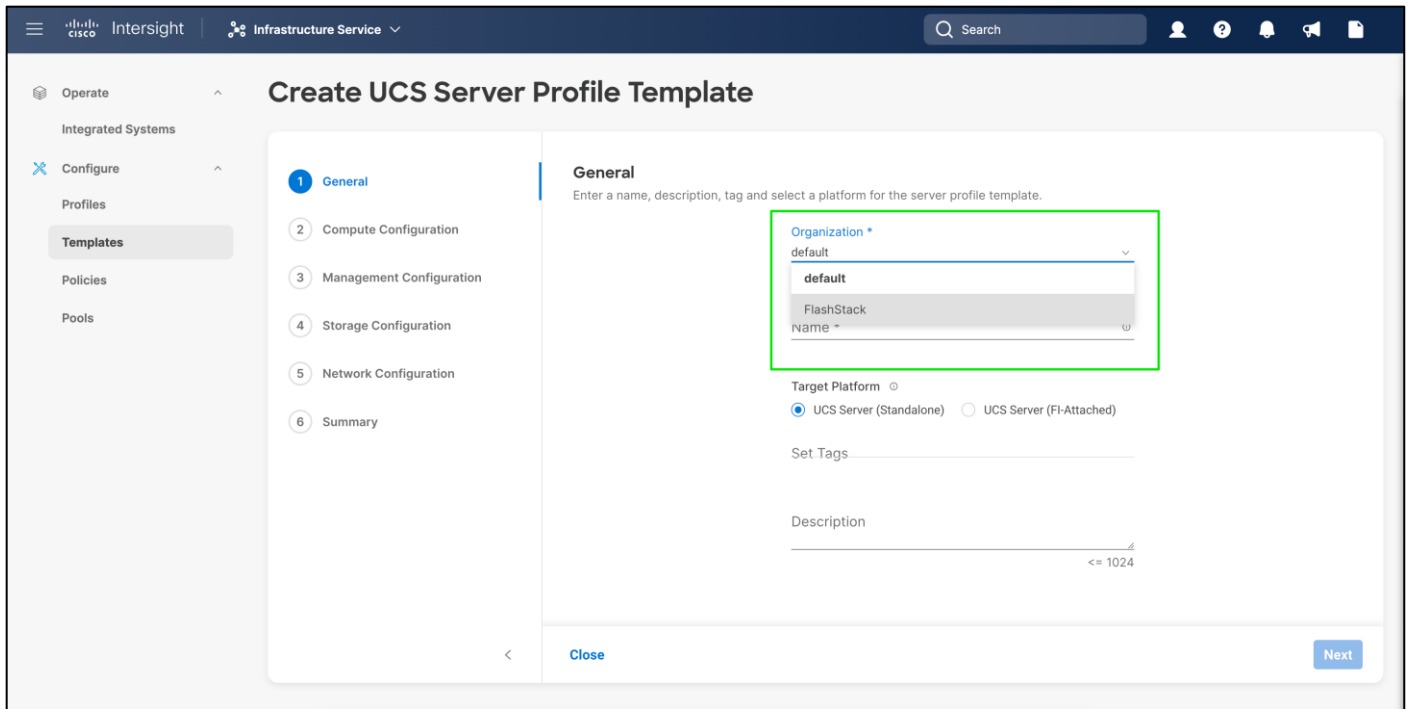 cisco Intersight Infrastructure Service Search
Operate
Integrated Systems
Configure
Profiles
Templates
Policies
Pools
Create UCS Server Profile Template
1 General
2 Compute Configuration
3 Management Configuration
4 Storage Configuration
5 Network Configuration
6 Summary
General
Enter a name, description, tag and select a platform for the server profile template.
Organization *
default
default
FlashStack
Name *
Target Platform
UCS Server (Standalone) UCS Server (FI-Attached)
Set Tags
Description
<= 1024
Close Next